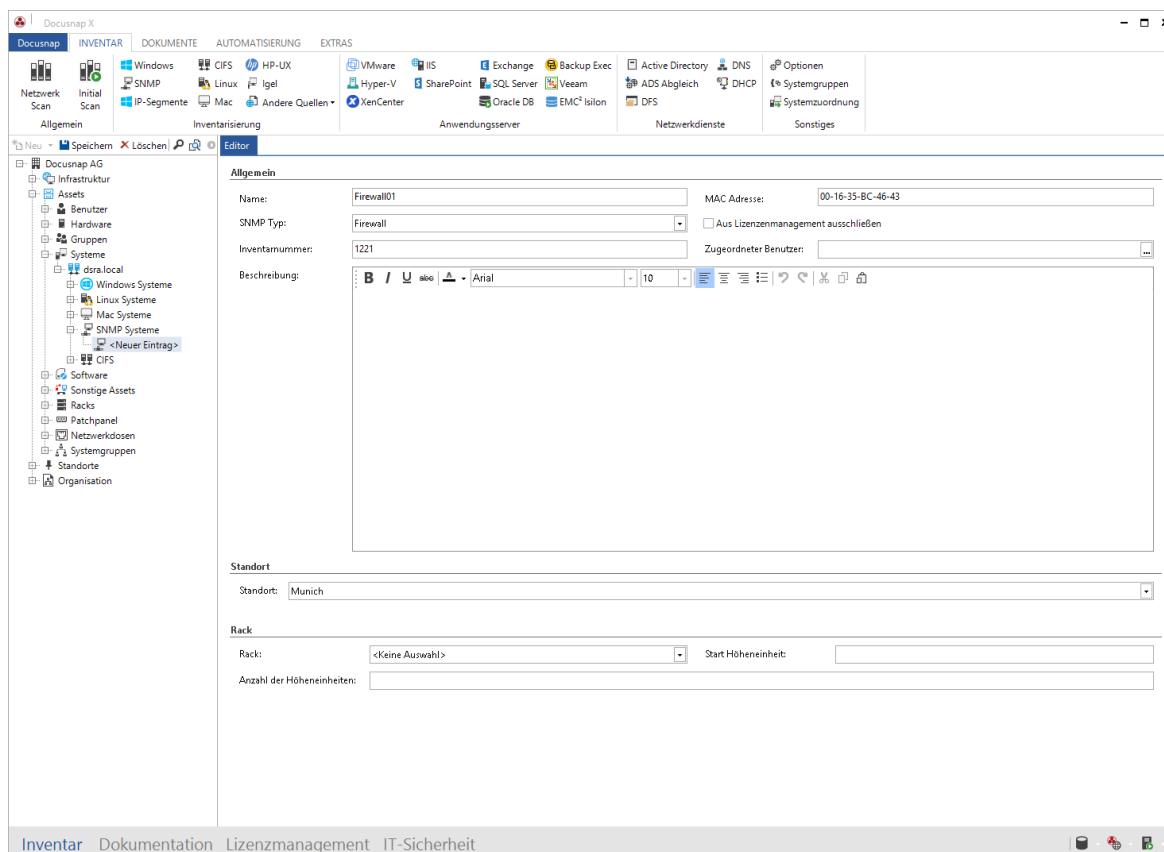 Docusnap X
Docusnap INVENTAR DOKUMENTE AUTOMATISIERUNG EXTRAS
Windows CIFS HP-UX VMware IIS Exchange Backup Exec Active Directory DNS Optionen
SNMP Linux Igel Hyper-V SharePoint SQL Server Veeam ADS Abgleich DHCP Systemgruppen
Netzwerk Scan Initial Scan IP-Segmente Mac Andere Quellen XenCenter Oracle DB EMC² Isilon DFS Systemzuordnung
Allgemein Inventarisierung Anwendungsserver Netzwerkdienste Sonstiges
Neu Speichern Löschen Editor
Docusnap AG
Infrastruktur
Assets
Benutzer
Hardware
Gruppen
Systeme
dsra.local
Windows Systeme
Linux Systeme
Mac Systeme
SNMP Systeme
<Neuer Eintrag>
CIFS
Software
Sonstige Assets
Racks
Patchpanel
Netzwerkdosen
Systemgruppen
Standorte
Organisation
Allgemein
Name: Firewall01 MAC Adresse: 00-16-35-BC-46-43
SNMP Typ: Firewall Aus Lizenzenmanagement ausschließen
Inventarnummer: 1221 Zugeordneter Benutzer: ...
Beschreibung: B I U abc A Arial 10
Standort
Standort: Munich
Rack
Rack: <Keine Auswahl> Start Höheneinheit:
Anzahl der Höheneinheiten:
Inventar Dokumentation Lizenzmanagement IT-Sicherheit